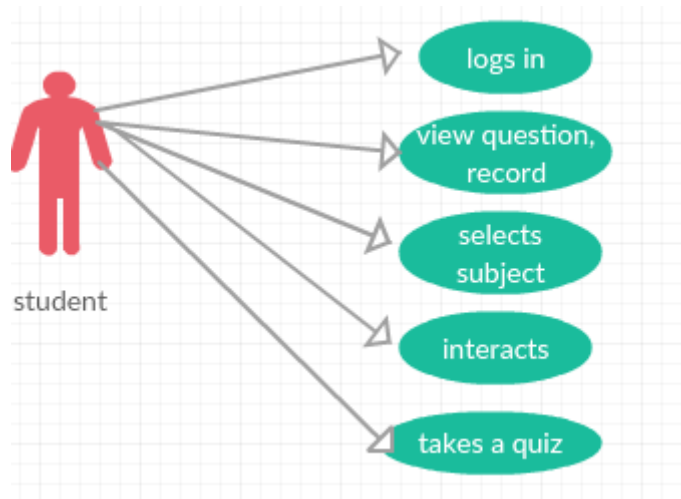 logs in
view question,
record
selects
subject
student
interacts
takes a quiz